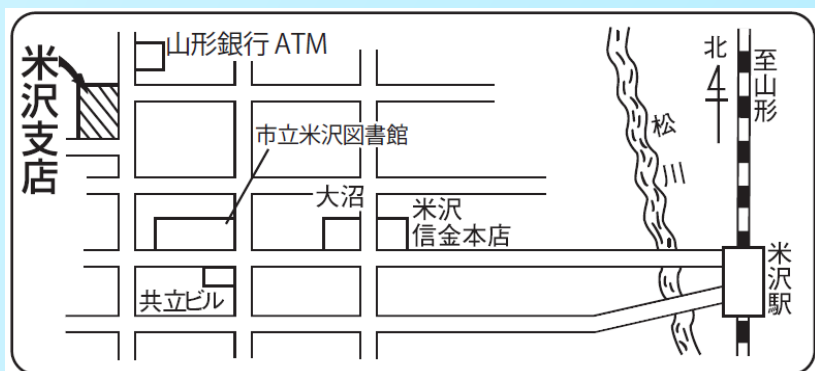 米沢支店
山形銀行 ATM
市立米沢図書館
大沼
米沢
信金本店
共立ビル
松川
北
至山形
米沢駅